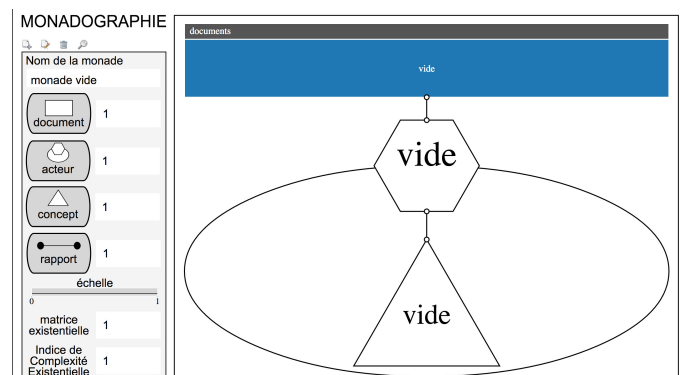 MONADOGRAPHIE
Nom de la monade
monade vide
document 1
acteur 1
concept 1
rapport 1
échelle
0 1
matrice
existentielle 1
Indice de
Complexité 1
Existentielle
documents
vide
vide
vide